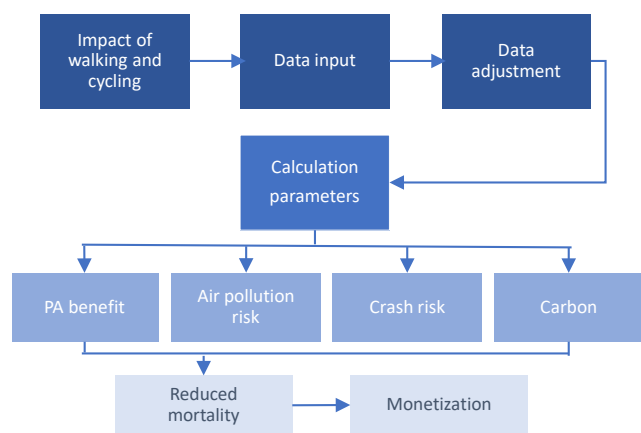 Impact of
walking and
cycling
Data input
Data
adjustment
Calculation
parameters
PA benefit
Air pollution
risk
Crash risk
Carbon
Reduced
mortality
Monetization